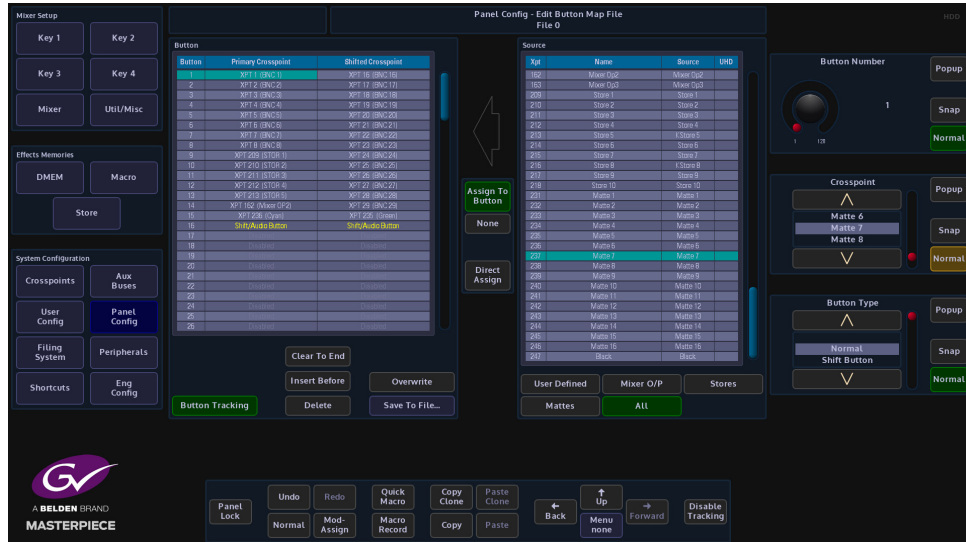 Mixer Setup
Key 1
Key 2
Key 3
Key 4
Mixer
Util/Misc
Effects Memories
DMEM
Macro
Store
System Configuration
Crosspoints
Aux
Buses
User
Config
Panel
Config
Filing
System
Peripherals
Shortcuts
Eng
Config
GV
A BELDEN BRAND
MASTERPIECE
Panel Config - Edit Button Map File
File 0
HDD
Button
Button Primary Crosspoint Shifted Crosspoint
1 XPT 1 (BNC 1) XPT 16 (BNC 16)
2 XPT 2 (BNC 2) XPT 17 (BNC 17)
3 XPT 3 (BNC 3) XPT 18 (BNC 18)
4 XPT 4 (BNC 4) XPT 19 (BNC 19)
5 XPT 5 (BNC 5) XPT 20 (BNC 20)
6 XPT 6 (BNC 6) XPT 21 (BNC 21)
7 XPT 7 (BNC 7) XPT 22 (BNC 22)
8 XPT 8 (BNC 8) XPT 23 (BNC 23)
9 XPT 209 (STOR 1) XPT 24 (BNC 24)
10 XPT 210 (STOR 2) XPT 25 (BNC 25)
11 XPT 211 (STOR 3) XPT 26 (BNC 26)
12 XPT 212 (STOR 4) XPT 27 (BNC 27)
13 XPT 213 (STOR 5) XPT 28 (BNC 28)
14 XPT 162 (Mixer OP2) XPT 29 (BNC 29)
15 XPT 236 (Cyan) XPT 235 (Green)
16 Shift/Audio Button Shift/Audio Button
17
18 Disabled Disabled
19
20 Disabled Disabled
21
22 Disabled Disabled
23
24 Disabled Disabled
25
26 Disabled Disabled
Clear To End
Insert Before
Overwrite
Button Tracking
Delete
Save To File...
Assign To
Button
None
Direct
Assign
Source
Xpt Name Source UHD
162 Mixer Op2 Mixer Op2
163 Mixer Op3 Mixer Op3
209 Store 1 Store 1
210 Store 2 Store 2
211 Store 3 Store 3
212 Store 4 Store 4
213 Store 5 K Store 5
214 Store 6 Store 6
215 Store 7 Store 7
216 Store 8 K Store 5
217 Store 9 Store 9
218 Store 10 Store 10
231 Matte 1 Matte 1
232 Matte 2 Matte 2
233 Matte 3 Matte 3
234 Matte 4 Matte 4
235 Matte 5 Matte 5
236 Matte 6 Matte 6
237 Matte 7 Matte 7
238 Matte 8 Matte 8
239 Matte 9 Matte 9
240 Matte 10 Matte 10
241 Matte 11 Matte 11
242 Matte 12 Matte 12
243 Matte 13 Matte 13
244 Matte 14 Matte 14
245 Matte 15 Matte 15
246 Matte 16 Matte 16
247 Black Black
User Defined
Mixer O/P
Stores
Mattes
All
Button Number
1
1 128
Popup
Snap
Normal
Crosspoint
Matte 6
Matte 7
Matte 8
Popup
Snap
Normal
Button Type
Normal
Shift Button
Popup
Snap
Normal
Panel
Lock
Undo
Redo
Normal
Mod-
Assign
Quick
Macro
Macro
Record
Copy
Clone
Paste
Clone
Copy
Paste
Back
Up
Menu
none
Forward
Disable
Tracking